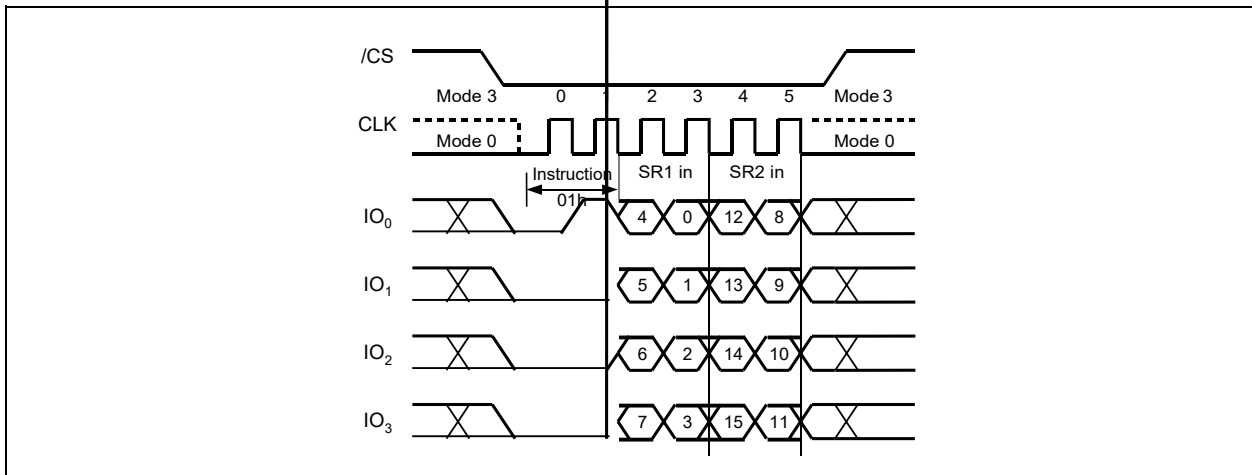 /CS
Mode 3 0 1 2 3 4 5 Mode 3
CLK
Mode 0 Mode 0
Instruction SR1 in SR2 in
01h
IO0 4 0 12 8
IO1 5 1 13 9
IO2 6 2 14 10
IO3 7 3 15 11